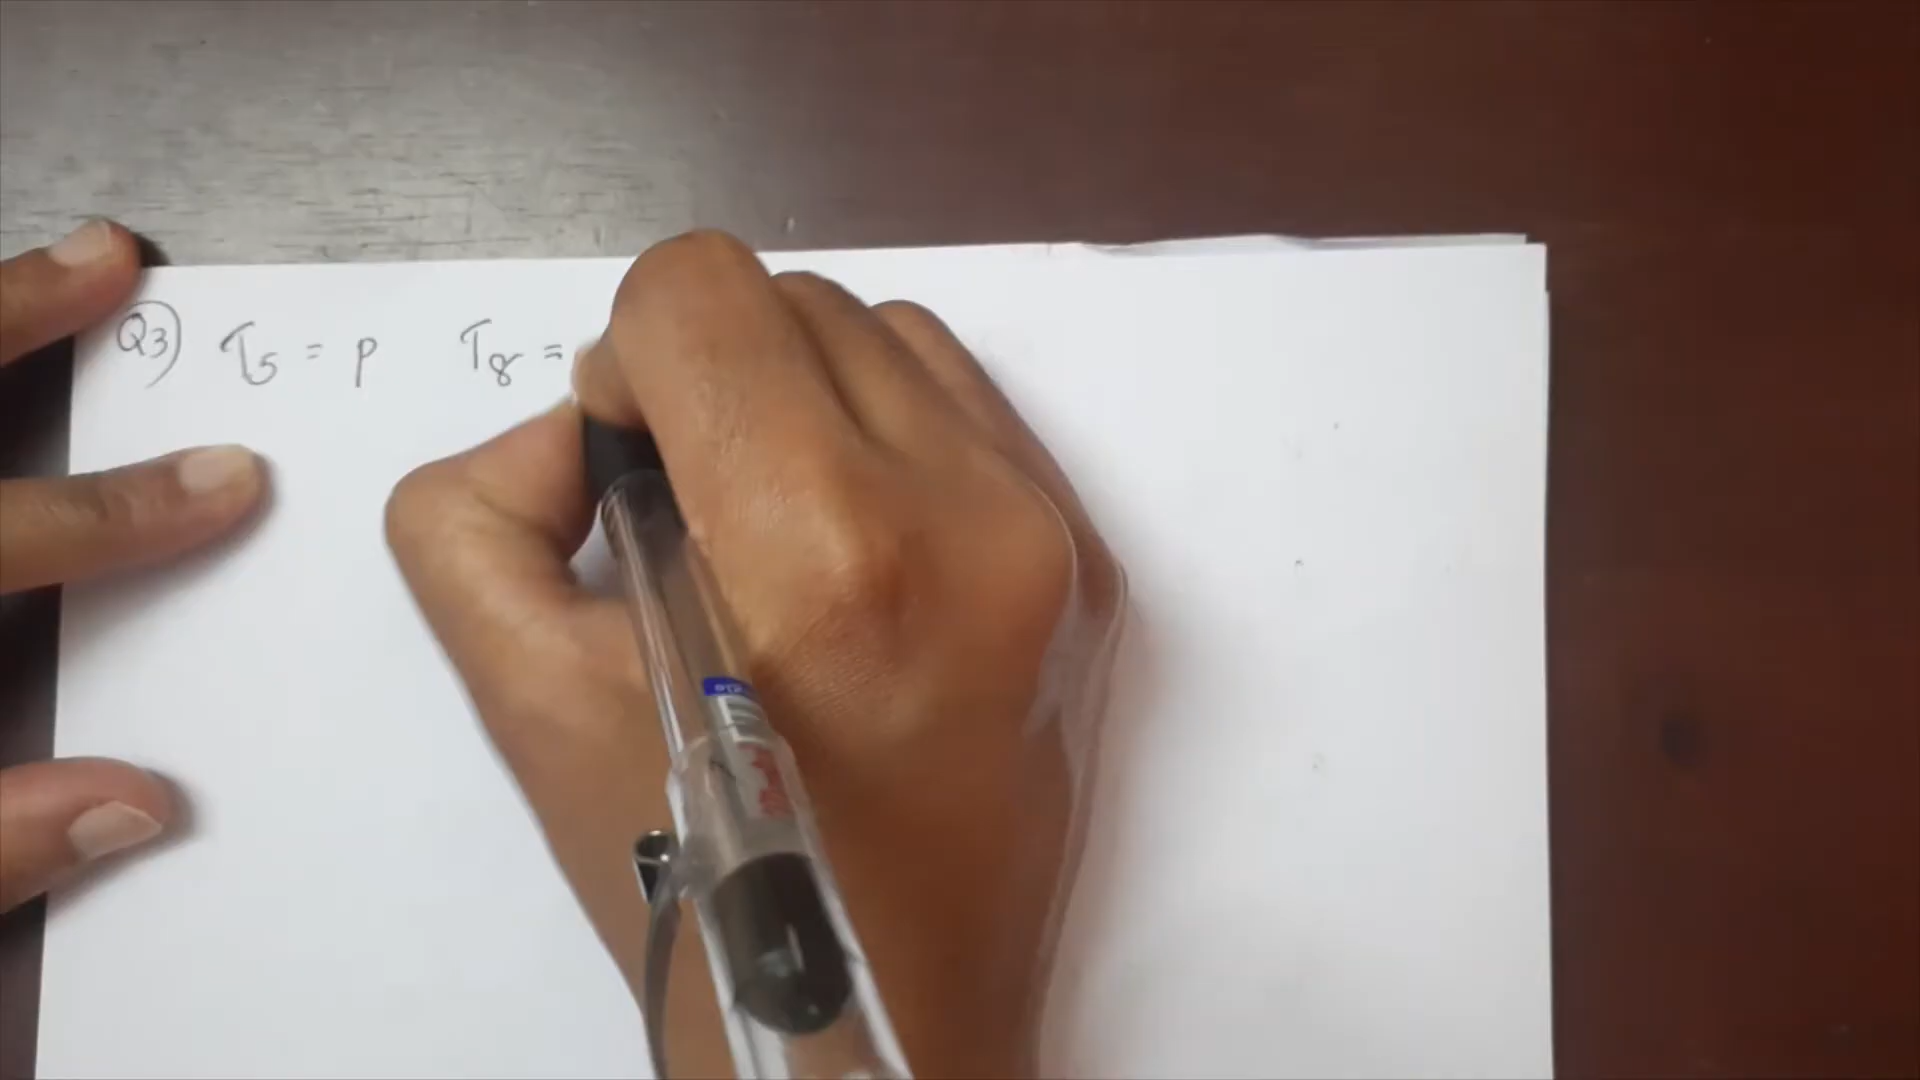 Q3) T5 = p T8 =